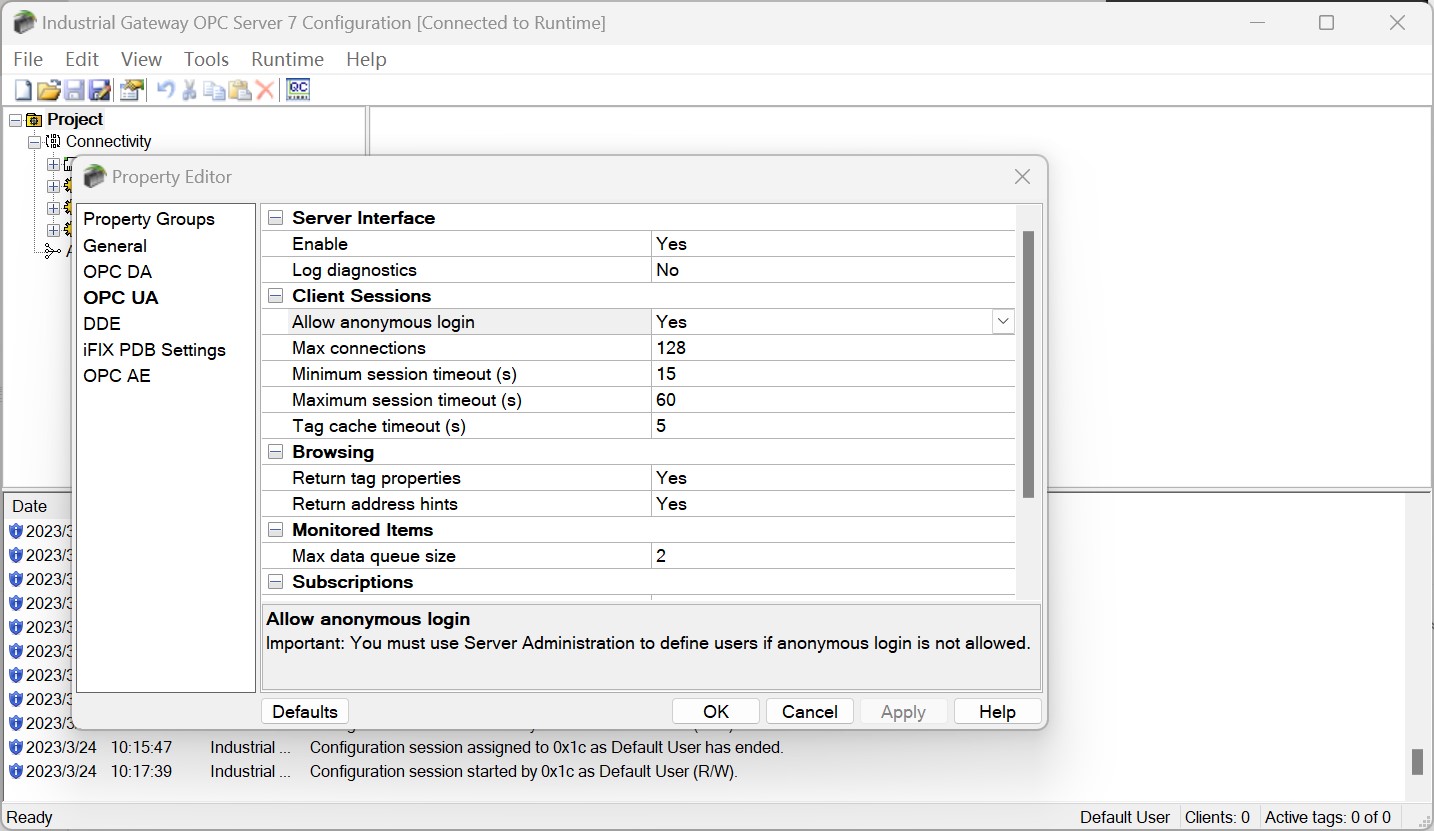 Industrial Gateway OPC Server 7 Configuration [Connected to Runtime]
File Edit View Tools Runtime Help
QC
Project
Connectivity
Property Editor
Property Groups
General
OPC DA
OPC UA
DDE
iFIX PDB Settings
OPC AE
Server Interface
Enable Yes
Log diagnostics No
Client Sessions
Allow anonymous login Yes
Max connections 128
Minimum session timeout (s) 15
Maximum session timeout (s) 60
Tag cache timeout (s) 5
Browsing
Return tag properties Yes
Return address hints Yes
Monitored Items
Max data queue size 2
Subscriptions
Allow anonymous login
Important: You must use Server Administration to define users if anonymous login is not allowed.
Defaults OK Cancel Apply Help
Date
2023/3
2023/3
2023/3
2023/3
2023/3
2023/3
2023/3
2023/3
2023/3
2023/3/24 10:15:47 Industrial ... Configuration session assigned to 0x1c as Default User has ended.
2023/3/24 10:17:39 Industrial ... Configuration session started by 0x1c as Default User (R/W).
Ready Default User Clients: 0 Active tags: 0 of 0